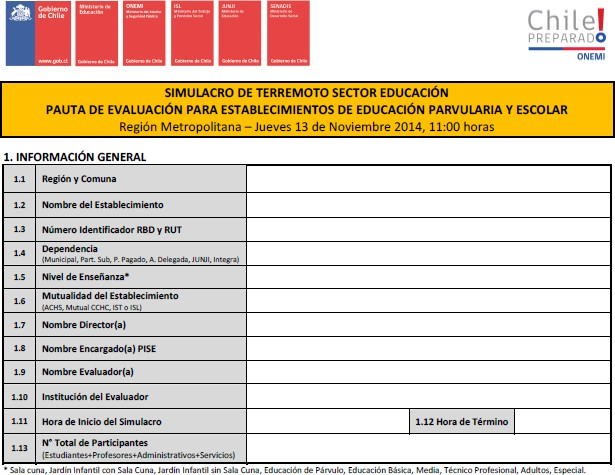 Gobierno de Chile
www.gob.cl
Ministerio de Educación
Gobierno de Chile
ONEMI
Ministerio del Interior y Seguridad Pública
Gobierno de Chile
ISL
Ministerio del Trabajo y Previsión Social
Gobierno de Chile
JUNJI
Ministerio de Educación
Gobierno de Chile
SENADIS
Ministerio de Desarrollo Social
Gobierno de Chile
Chile!
PREPARADO
ONEMI
SIMULACRO DE TERREMOTO SECTOR EDUCACIÓN
PAUTA DE EVALUACIÓN PARA ESTABLECIMIENTOS DE EDUCACIÓN PARVULARIA Y ESCOLAR
Región Metropolitana – Jueves 13 de Noviembre 2014, 11:00 horas
1. INFORMACIÓN GENERAL
1.1 Región y Comuna
1.2 Nombre del Establecimiento
1.3 Número Identificador RBD y RUT
1.4 Dependencia
(Municipal, Part. Sub, P. Pagado, A. Delegada, JUNJI, Integra)
1.5 Nivel de Enseñanza*
1.6 Mutualidad del Establecimiento
(ACHS, Mutual CCHC, IST o ISL)
1.7 Nombre Director(a)
1.8 Nombre Encargado(a) PISE
1.9 Nombre Evaluador(a)
1.10 Institución del Evaluador
1.11 Hora de Inicio del Simulacro 1.12 Hora de Término
1.13 N° Total de Participantes
(Estudiantes+Profesores+Administrativos+Servicios)
* Sala cuna, Jardín Infantil con Sala Cuna, Jardín Infantil sin Sala Cuna, Educación de Párvulo, Educación Básica, Media, Técnico Profesional, Adultos, Especial.